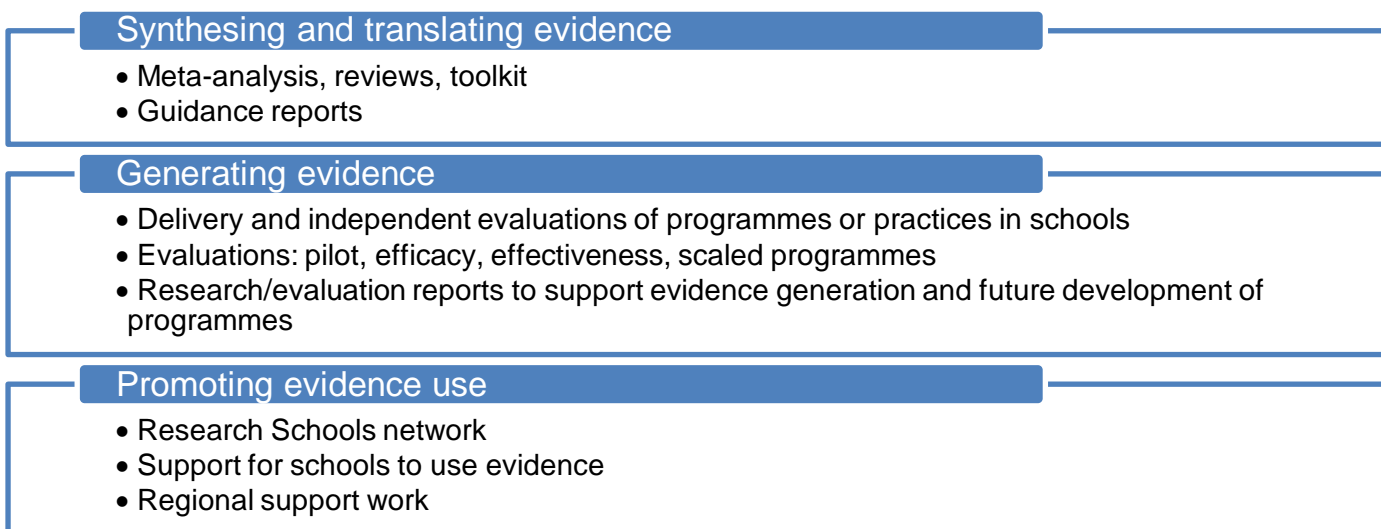 Synthesing and translating evidence
• Meta-analysis, reviews, toolkit
• Guidance reports
Generating evidence
• Delivery and independent evaluations of programmes or practices in schools
• Evaluations: pilot, efficacy, effectiveness, scaled programmes
• Research/evaluation reports to support evidence generation and future development of
programmes
Promoting evidence use
• Research Schools network
• Support for schools to use evidence
• Regional support work